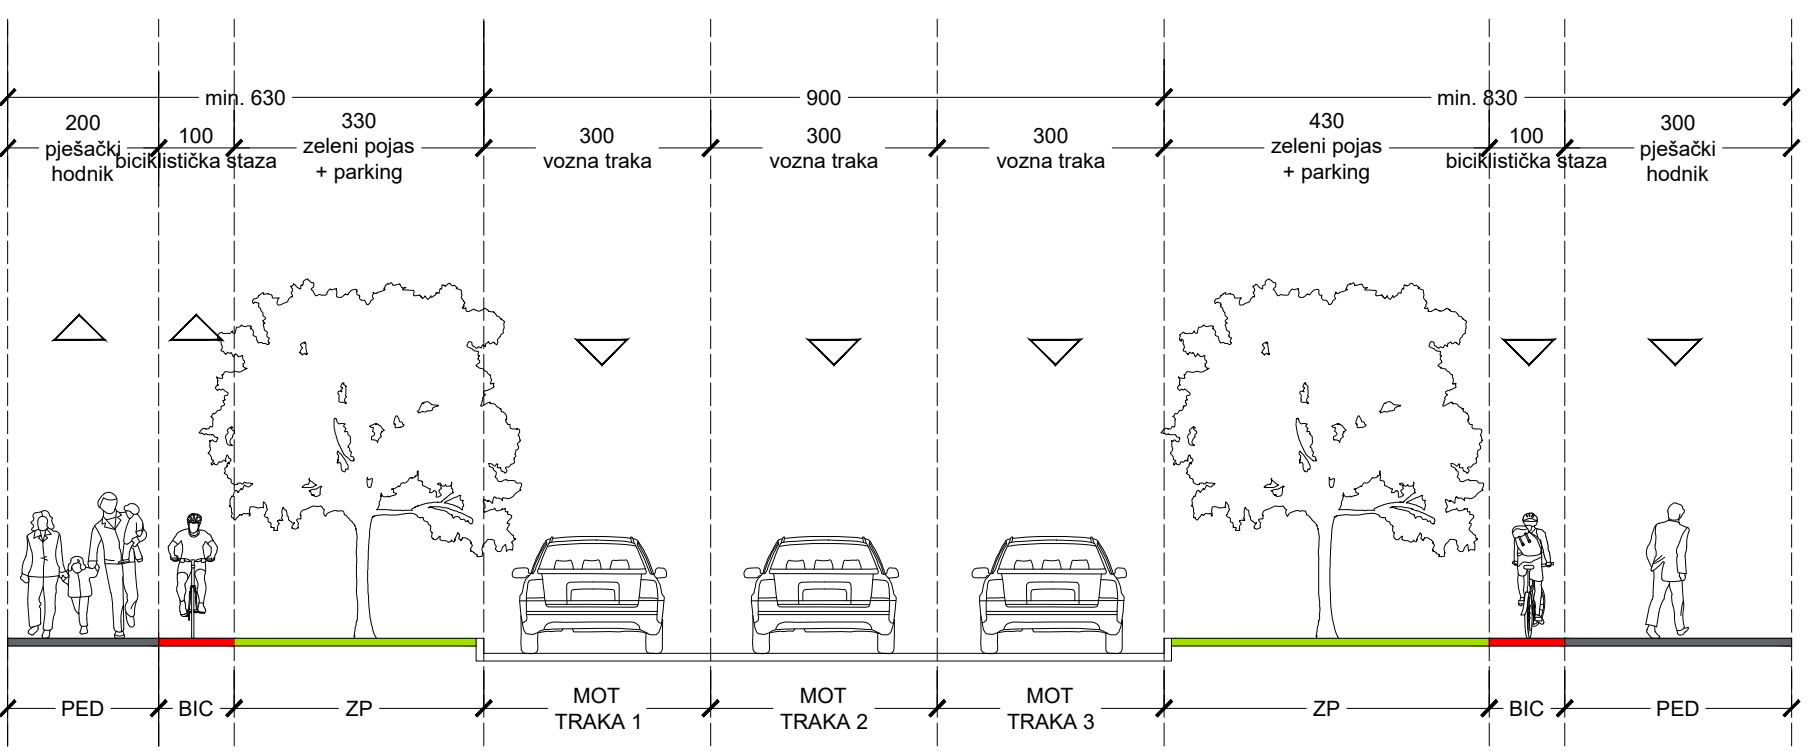 min. 630
900
min. 830
200
pješački
hodnik
100
biciklistička staza
330
zeleni pojas
+ parking
300
vozna traka
300
vozna traka
300
vozna traka
430
zeleni pojas
+ parking
100
biciklistička staza
300
pješački
hodnik
PED
BIC
ZP
MOT
TRAKA 1
MOT
TRAKA 2
MOT
TRAKA 3
ZP
BIC
PED